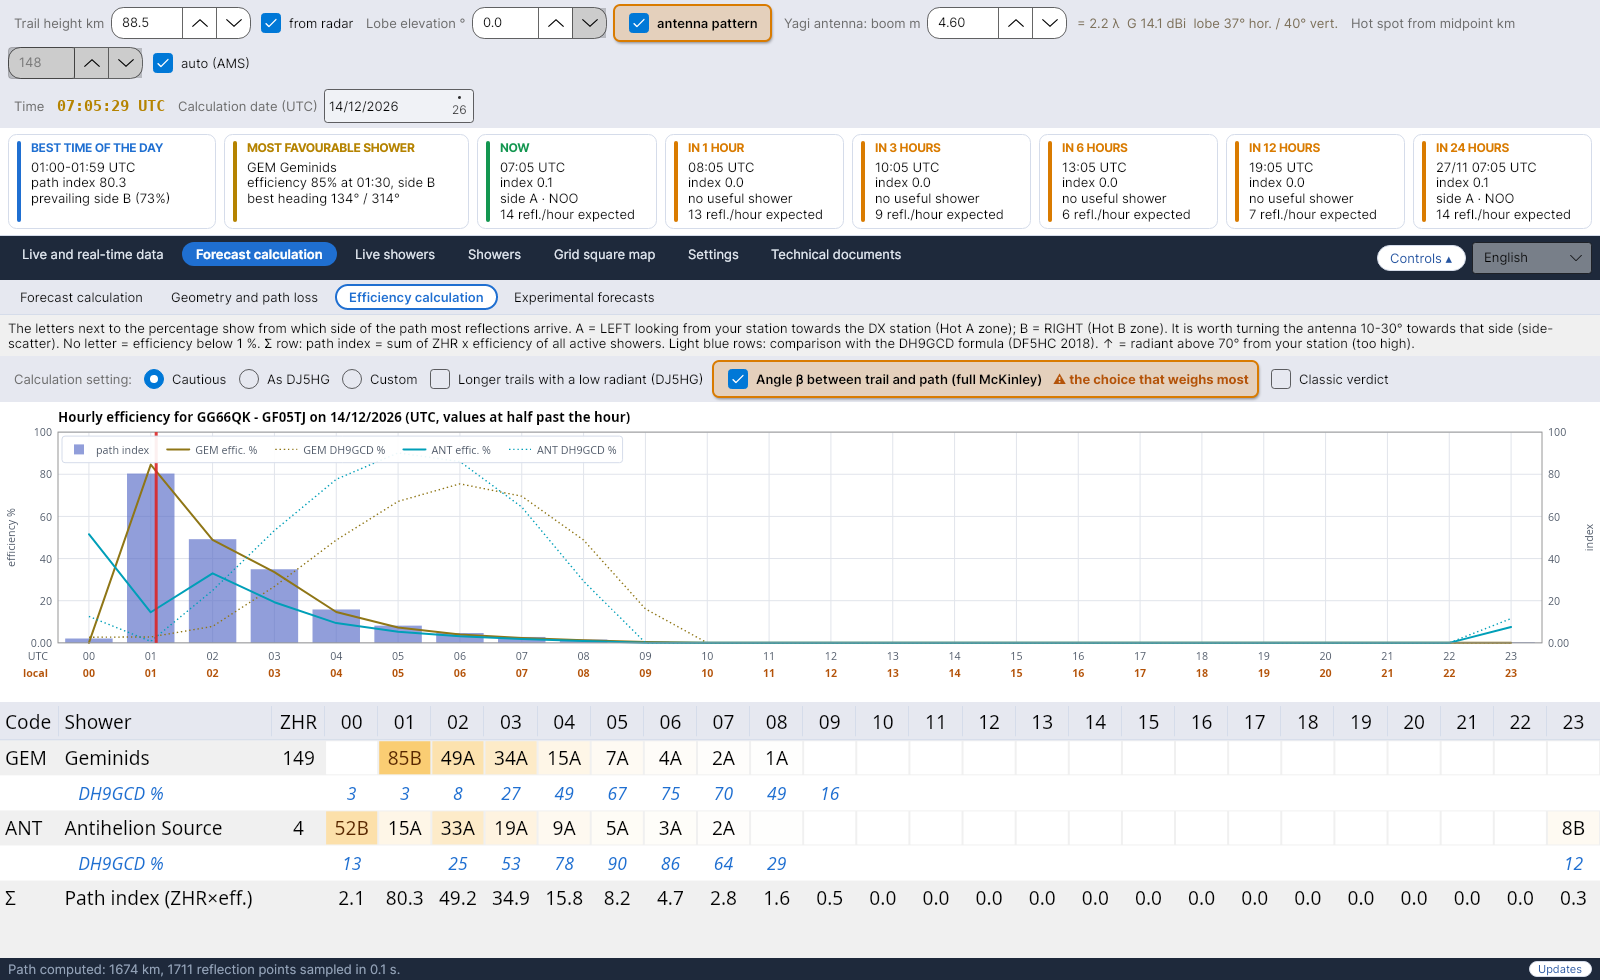 Trail height km 88.5 from radar Lobe elevation ° 0.0 antenna pattern Yagi antenna: boom m 4.60 = 2.2 λ G 14.1 dBi lobe 37° hor. / 40° vert. Hot spot from midpoint km
148 auto (AMS)
Time 07:05:29 UTC Calculation date (UTC) 14/12/2026 26
BEST TIME OF THE DAY
01:00-01:59 UTC
path index 80.3
prevailing side B (73%)
MOST FAVOURABLE SHOWER
GEM Geminids
efficiency 85% at 01:30, side B
best heading 134° / 314°
NOW
07:05 UTC
index 0.1
side A · NOO
14 refl./hour expected
IN 1 HOUR
08:05 UTC
index 0.0
no useful shower
13 refl./hour expected
IN 3 HOURS
10:05 UTC
index 0.0
no useful shower
9 refl./hour expected
IN 6 HOURS
13:05 UTC
index 0.0
no useful shower
6 refl./hour expected
IN 12 HOURS
19:05 UTC
index 0.0
no useful shower
7 refl./hour expected
IN 24 HOURS
27/11 07:05 UTC
index 0.1
side A · NOO
14 refl./hour expected
Live and real-time data Forecast calculation Live showers Showers Grid square map Settings Technical documents Controls ▴ English
Forecast calculation Geometry and path loss Efficiency calculation Experimental forecasts
The letters next to the percentage show from which side of the path most reflections arrive. A = LEFT looking from your station towards the DX station (Hot A zone); B = RIGHT (Hot B zone). It is worth turning the antenna 10-30° towards that side (side-
scatter). No letter = efficiency below 1 %. Σ row: path index = sum of ZHR x efficiency of all active showers. Light blue rows: comparison with the DH9GCD formula (DF5HC 2018). ↑ = radiant above 70° from your station (too high).
Calculation setting: Cautious As DJ5HG Custom Longer trails with a low radiant (DJ5HG) Angle β between trail and path (full McKinley) ⚠ the choice that weighs most Classic verdict
Hourly efficiency for GG66QK - GF05TJ on 14/12/2026 (UTC, values at half past the hour)
path index GEM effic. % GEM DH9GCD % ANT effic. % ANT DH9GCD %
100 100
80 80
60 60
40 40
20 20
0.00 0.00
efficiency %
index
UTC 00 01 02 03 04 05 06 07 08 09 10 11 12 13 14 15 16 17 18 19 20 21 22 23
local 00 01 02 03 04 05 06 07 08 09 10 11 12 13 14 15 16 17 18 19 20 21 22 23
Code Shower ZHR 00 01 02 03 04 05 06 07 08 09 10 11 12 13 14 15 16 17 18 19 20 21 22 23
GEM Geminids 149 85B 49A 34A 15A 7A 4A 2A 1A
DH9GCD % 3 3 8 27 49 67 75 70 49 16
ANT Antihelion Source 4 52B 15A 33A 19A 9A 5A 3A 2A 8B
DH9GCD % 13 25 53 78 90 86 64 29 12
Σ Path index (ZHR×eff.) 2.1 80.3 49.2 34.9 15.8 8.2 4.7 2.8 1.6 0.5 0.0 0.0 0.0 0.0 0.0 0.0 0.0 0.0 0.0 0.0 0.0 0.0 0.0 0.3
Path computed: 1674 km, 1711 reflection points sampled in 0.1 s. Updates